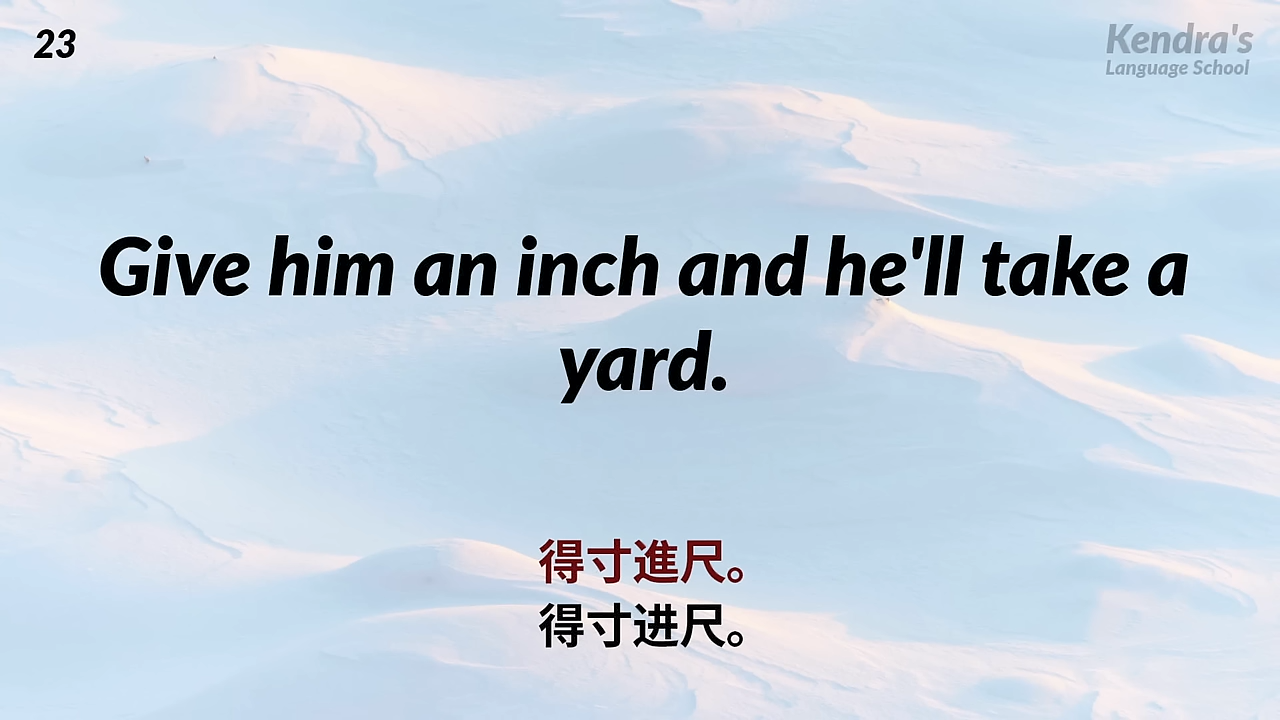 23
Kendra's
Language School
Give him an inch and he'll take a
yard.
得寸進尺。
得寸进尺。